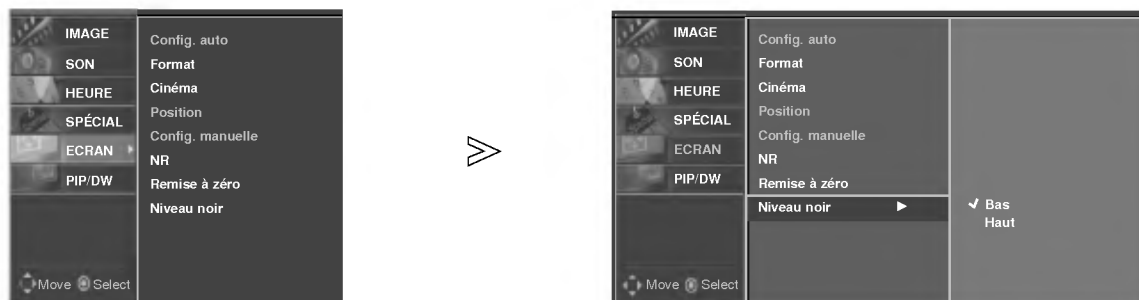 IMAGE
SON
HEURE
SPÉCIAL
ECRAN
PIP/DW
Move Select
Config. auto
Format
Cinéma
Position
Config. manuelle
NR
Remise à zéro
Niveau noir
IMAGE
SON
HEURE
SPÉCIAL
ECRAN
PIP/DW
Move Select
Config. auto
Format
Cinéma
Position
Config. manuelle
NR
Remise à zéro
Niveau noir ►
✓ Bas
Haut